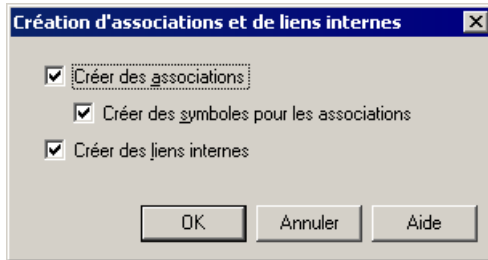 Création d'associations et de liens internes
Créer des associations
Créer des symboles pour les associations
Créer des liens internes
OK Annuler Aide